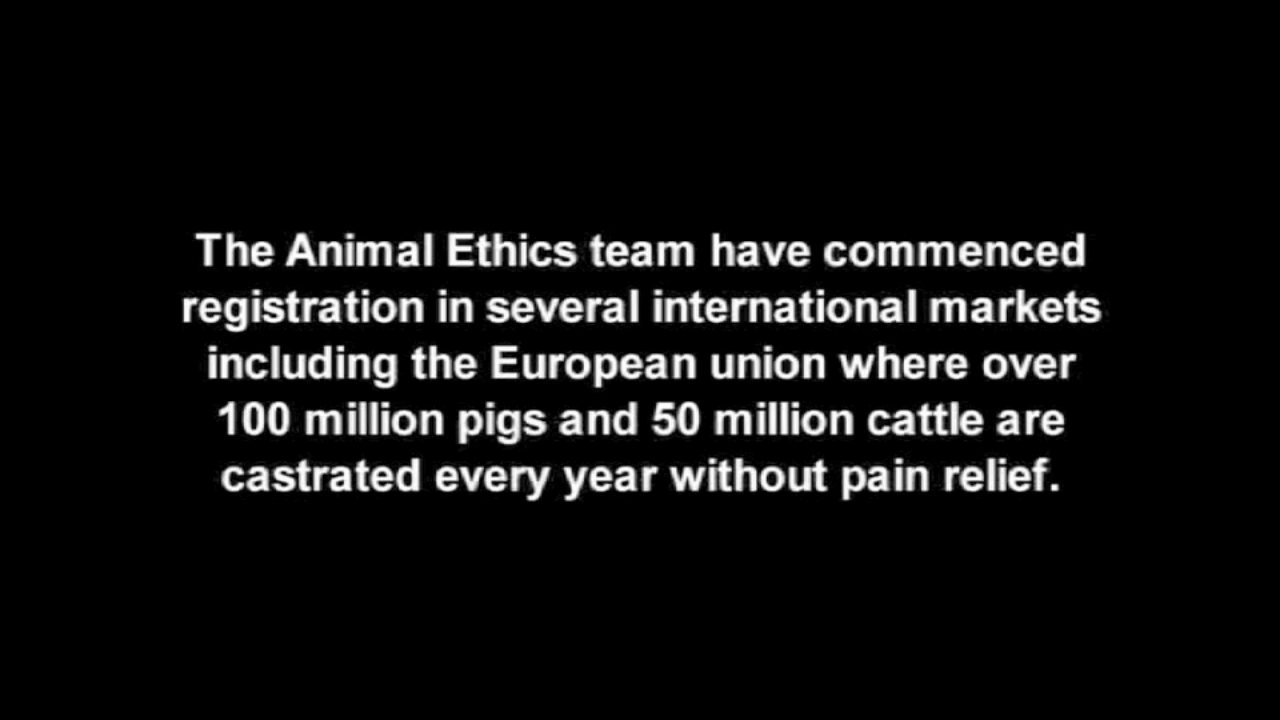 The Animal Ethics team have commenced
registration in several international markets
including the European union where over
100 million pigs and 50 million cattle are
castrated every year without pain relief.